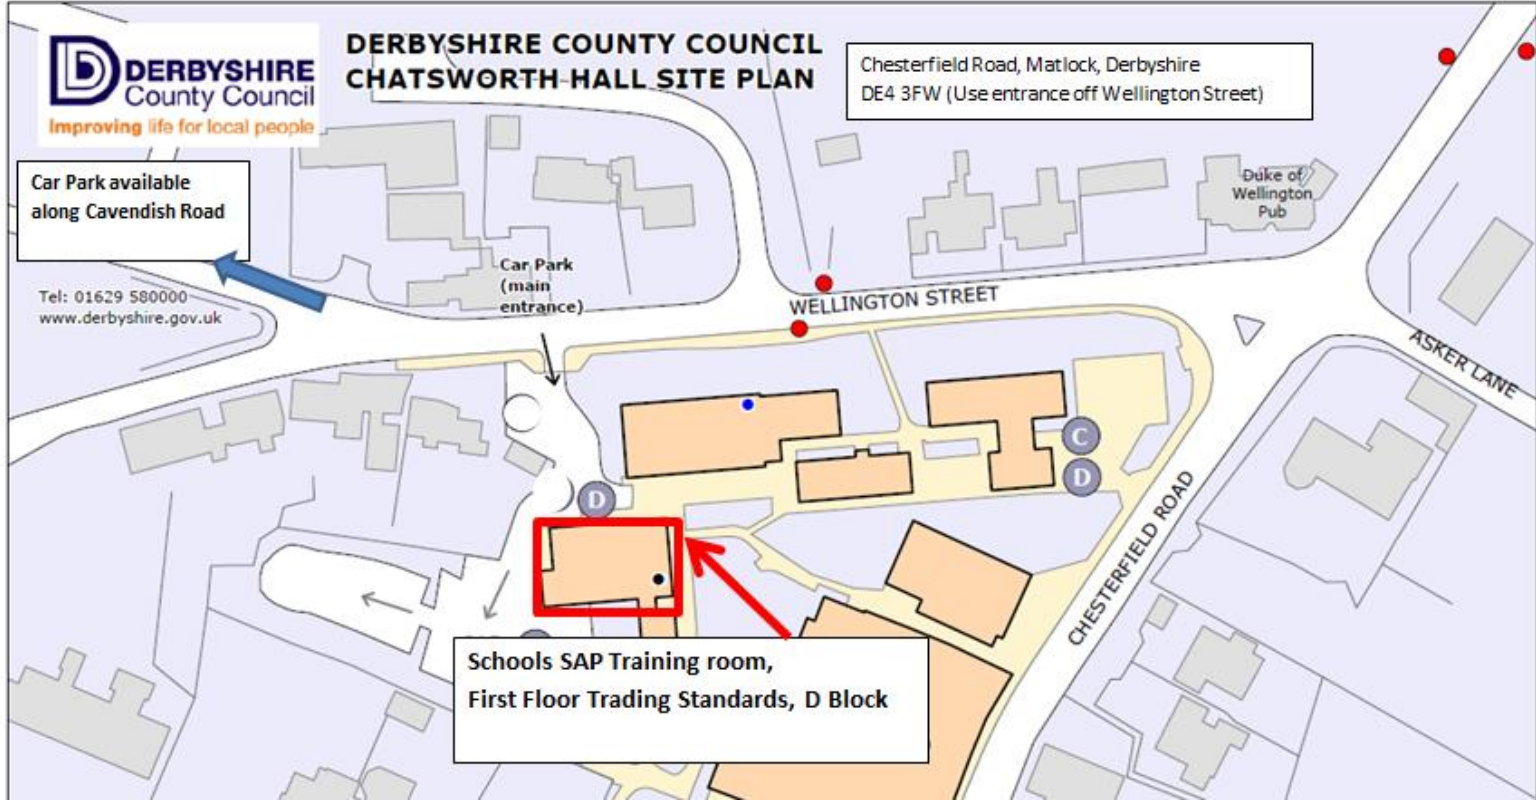 DERBYSHIRE
County Council
Improving life for local people
DERBYSHIRE COUNTY COUNCIL
CHATSWORTH HALL SITE PLAN
Chesterfield Road, Matlock, Derbyshire
DE4 3FW (Use entrance off Wellington Street)
Car Park available
along Cavendish Road
Tel: 01629 580000
www.derbyshire.gov.uk
Car Park
(main
entrance)
WELLINGTON STREET
Duke of
Wellington
Pub
ASKER LANE
C
D
D
CHESTERFIELD ROAD
Schools SAP Training room,
First Floor Trading Standards, D Block